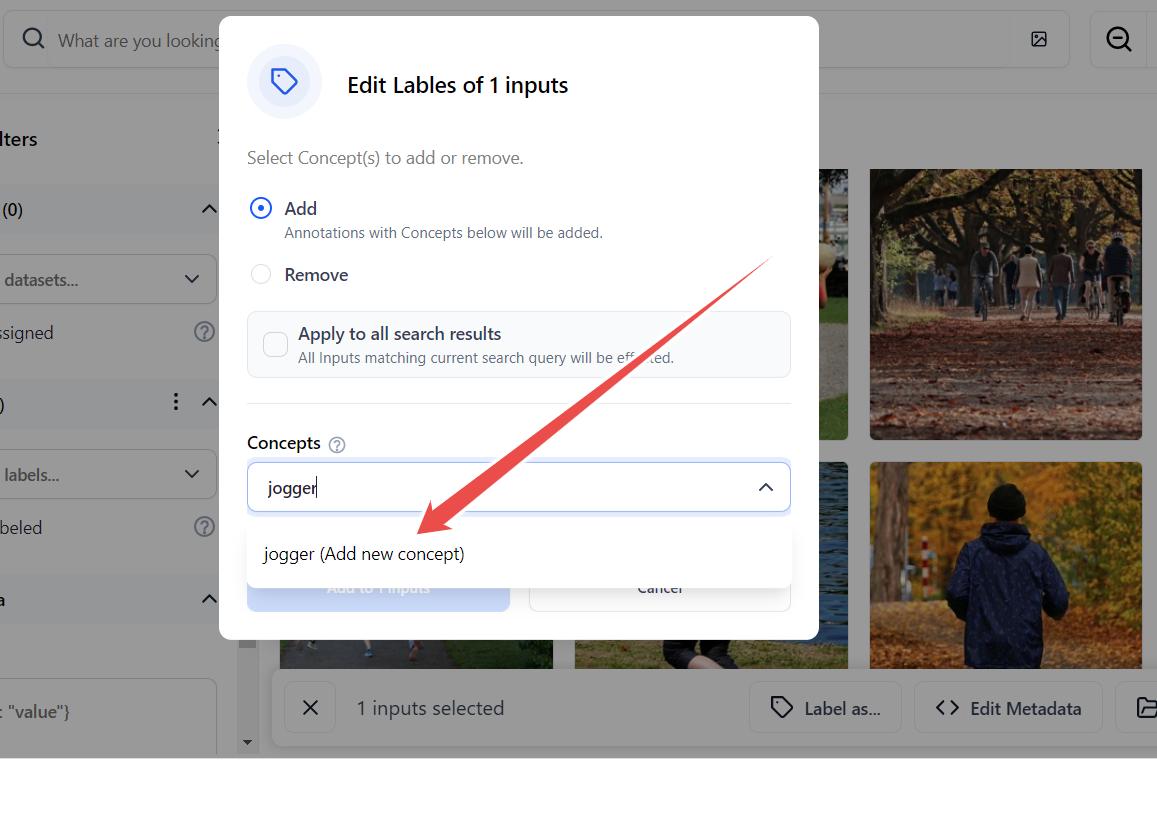 What are you looking
Edit Lables of 1 inputs
lters
Select Concept(s) to add or remove.
(0)
Add
Annotations with Concepts below will be added.
datasets...
Remove
ssigned
Apply to all search results
All Inputs matching current search query will be effected.
)
Concepts ?
labels...
jogger
beled
jogger (Add new concept)
Add to 1 inputs
Cancel
a
: "value"}
1 inputs selected
Label as...
Edit Metadata